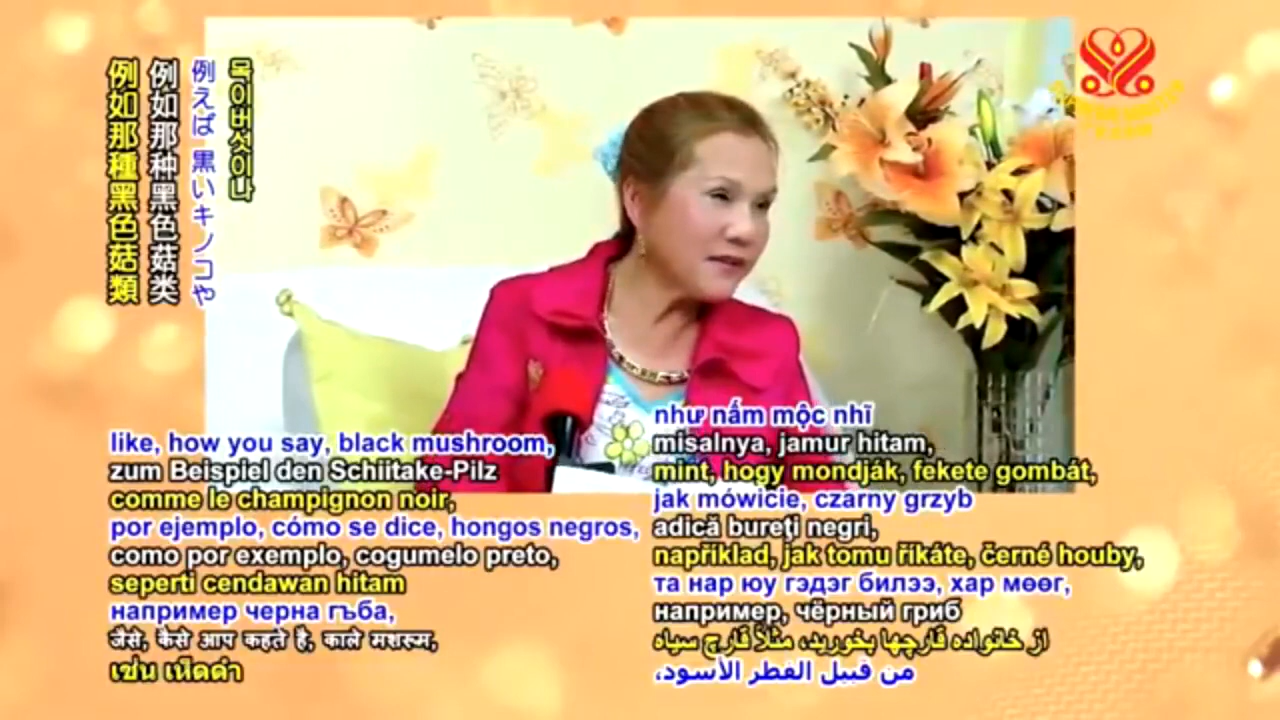 例如那種黑色菇類
例如那种黑色菇类
例えば 黒いキノコや
목이버섯이나
like, how you say, black mushroom,
zum Beispiel den Schiitake-Pilz
comme le champignon noir,
por ejemplo, cómo se dice, hongos negros,
como por exemplo, cogumelo preto,
seperti cendawan hitam
например черна гъба,
जैसे, कैसे आप कहते है, काले मशरूम,
เช่น เห็ดดำ
như nấm mộc nhĩ
misalnya, jamur hitam,
mint, hogy mondják, fekete gombát,
jak mówicie, czarny grzyb
adică bureţi negri,
například, jak tomu říkáte, černé houby,
та нар юу гэдэг билээ, хар мөөг,
например, чёрный гриб
از خانواده قارچها بخورید، مثلاً قارچ سیاه
من قبيل الفطر الأسود،